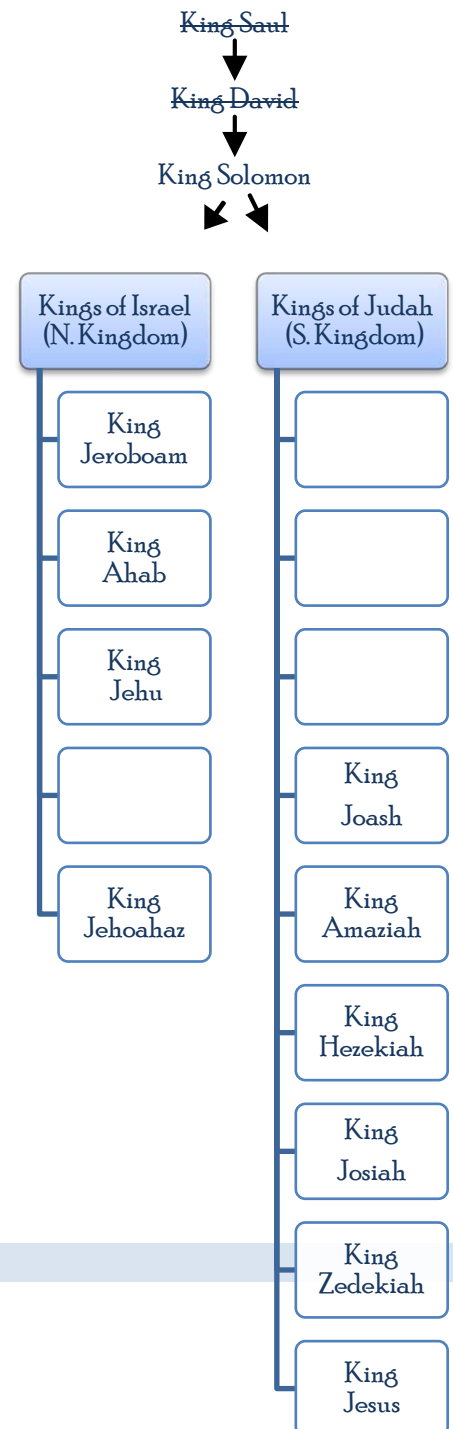 King Saul
King David
King Solomon
Kings of Israel
(N. Kingdom)
King
Jeroboam
King
Ahab
King
Jehu
King
Jehoahaz
Kings of Judah
(S. Kingdom)
King
Joash
King
Amaziah
King
Hezekiah
King
Josiah
King
Zedekiah
King
Jesus